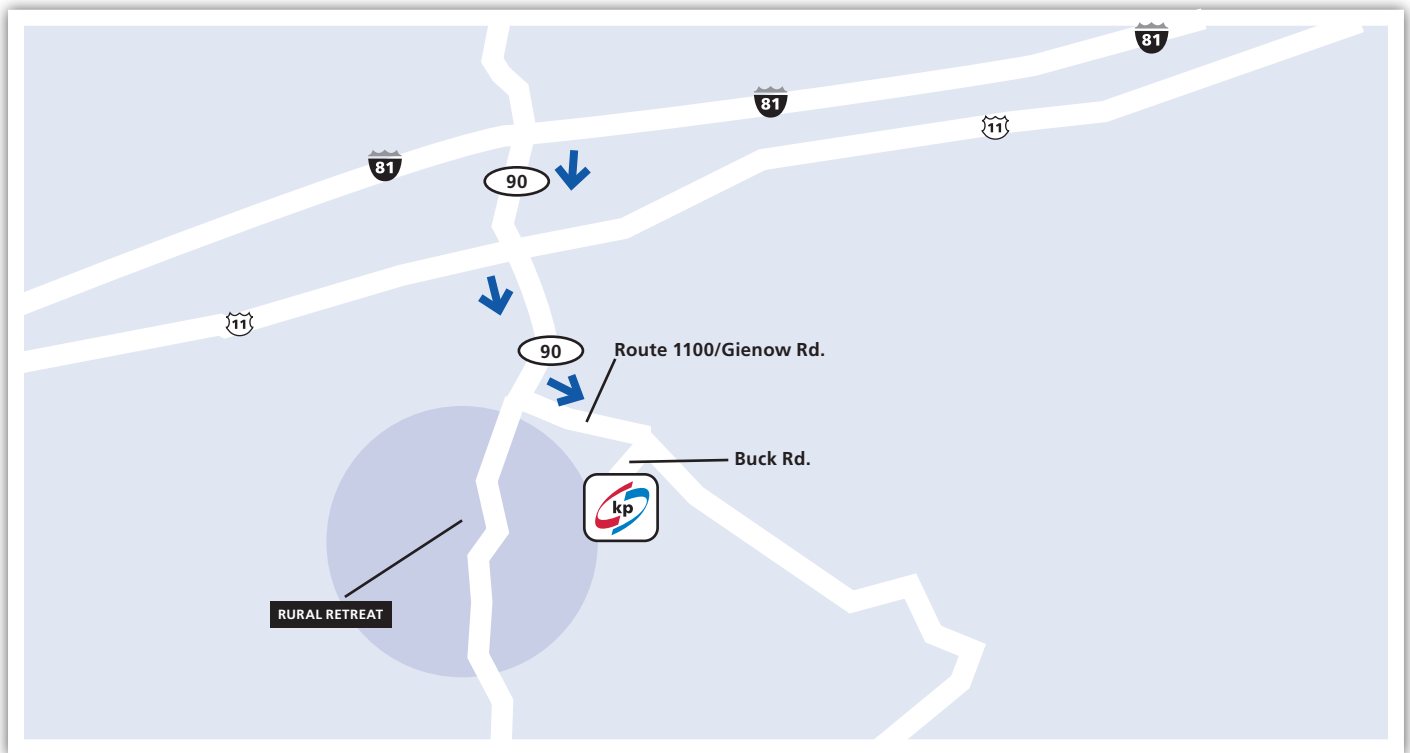 81
81
11
81
90
11
90
Route 1100/Gienow Rd.
Buck Rd.
kp
RURAL RETREAT